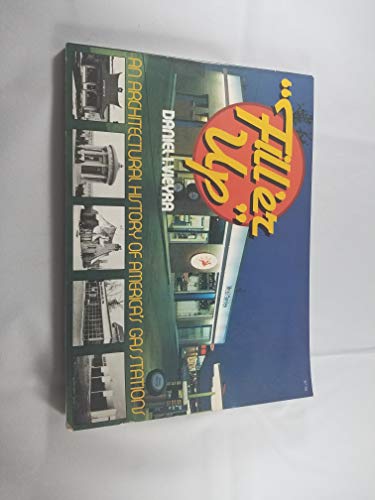 "Fill'er
Up"
DANIEL I. VIEYRA
AN ARCHITECTURAL HISTORY OF AMERICA'S GAS STATIONS